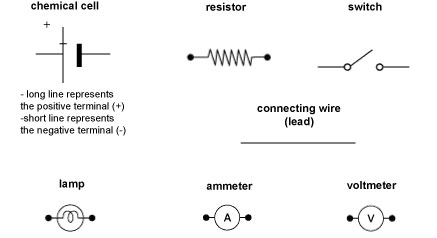 chemical cell
resistor
switch
+
- long line represents
the positive terminal (+)
-short line represents
the negative terminal (-)
connecting wire
(lead)
lamp
ammeter
voltmeter
A
V